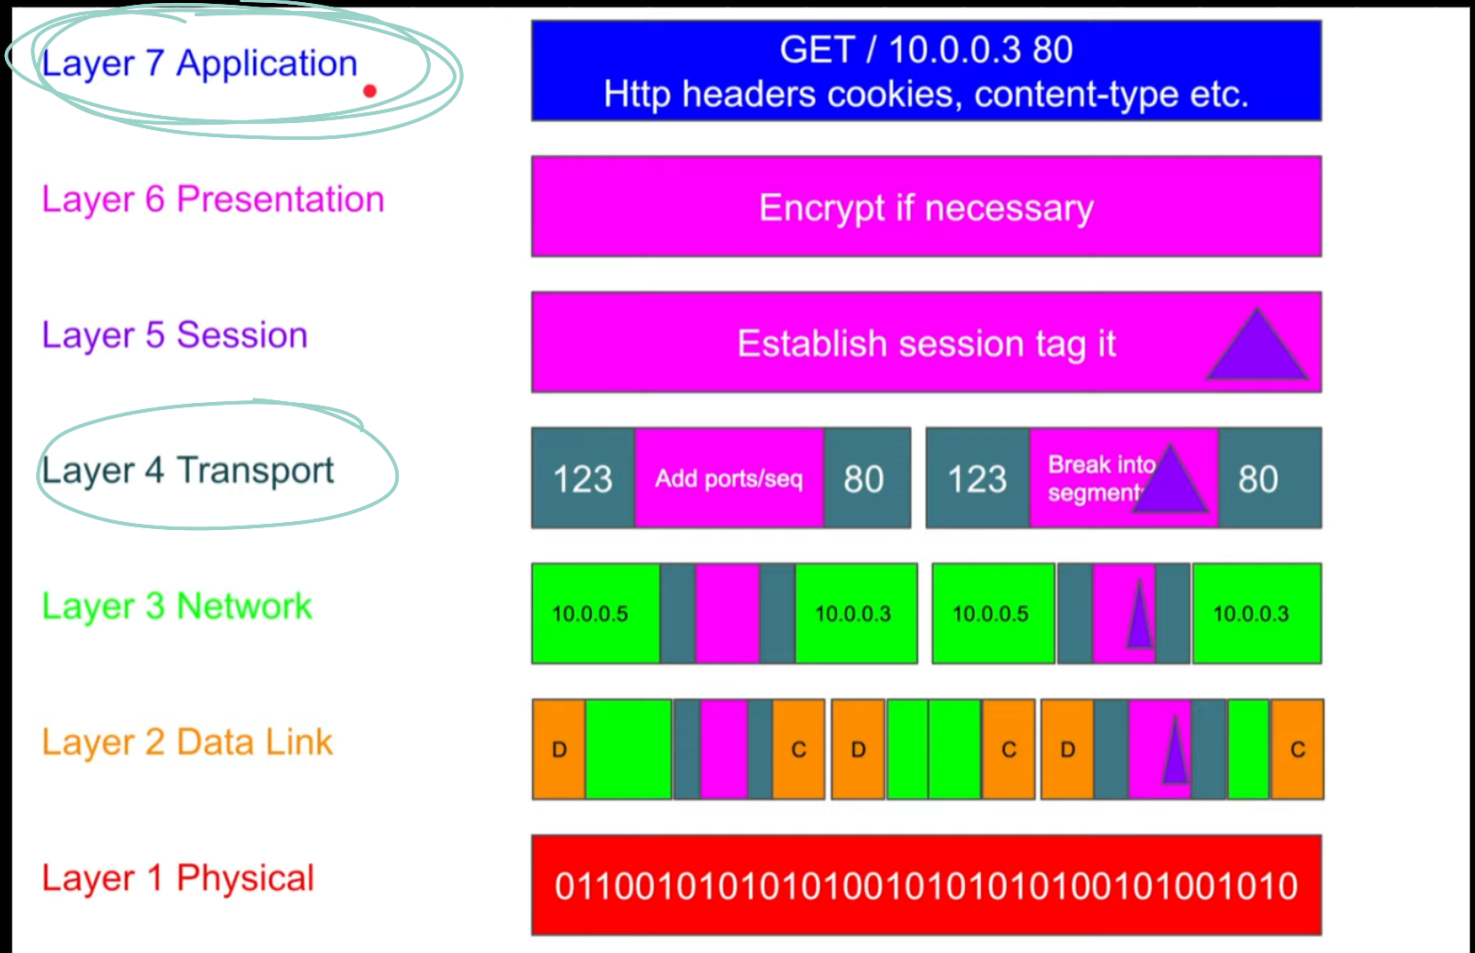 Layer 7 Application
GET / 10.0.0.3 80
Http headers cookies, content-type etc.
Layer 6 Presentation
Encrypt if necessary
Layer 5 Session
Establish session tag it
Layer 4 Transport
123 Add ports/seq 80
123 Break into segment 80
Layer 3 Network
10.0.0.5 10.0.0.3 10.0.0.5 10.0.0.3
Layer 2 Data Link
D C D C D C
Layer 1 Physical
011001010101010010101010100101001010